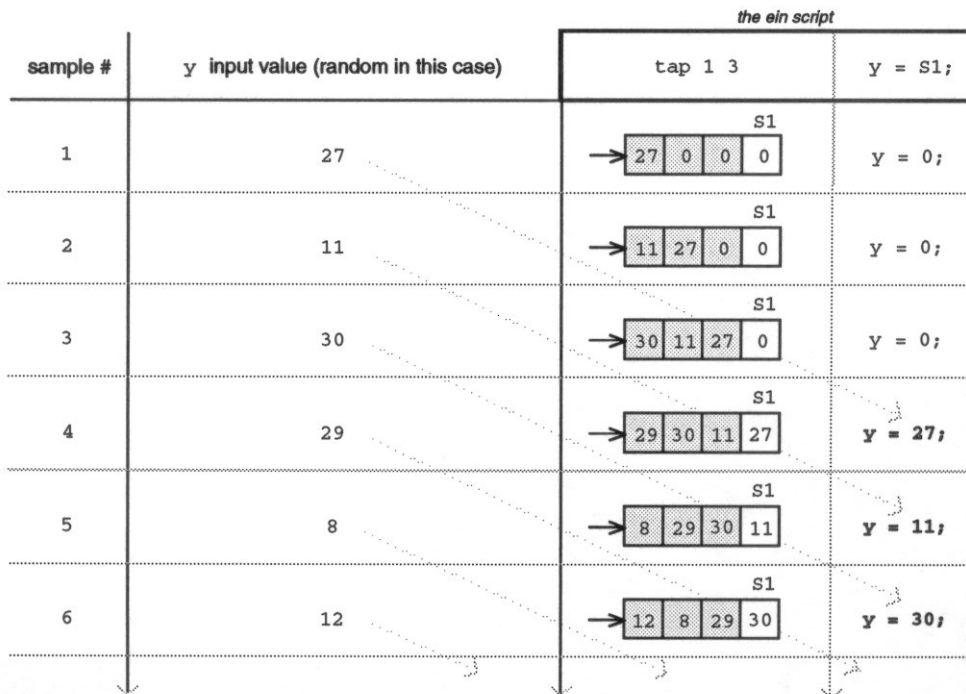 the ein script
sample # y input value (random in this case) tap 1 3 y = S1;
S1
1 27 27 0 0 0 y = 0;
S1
2 11 11 27 0 0 y = 0;
S1
3 30 30 11 27 0 y = 0;
S1
4 29 29 30 11 27 y = 27;
S1
5 8 8 29 30 11 y = 11;
S1
6 12 12 8 29 30 y = 30;